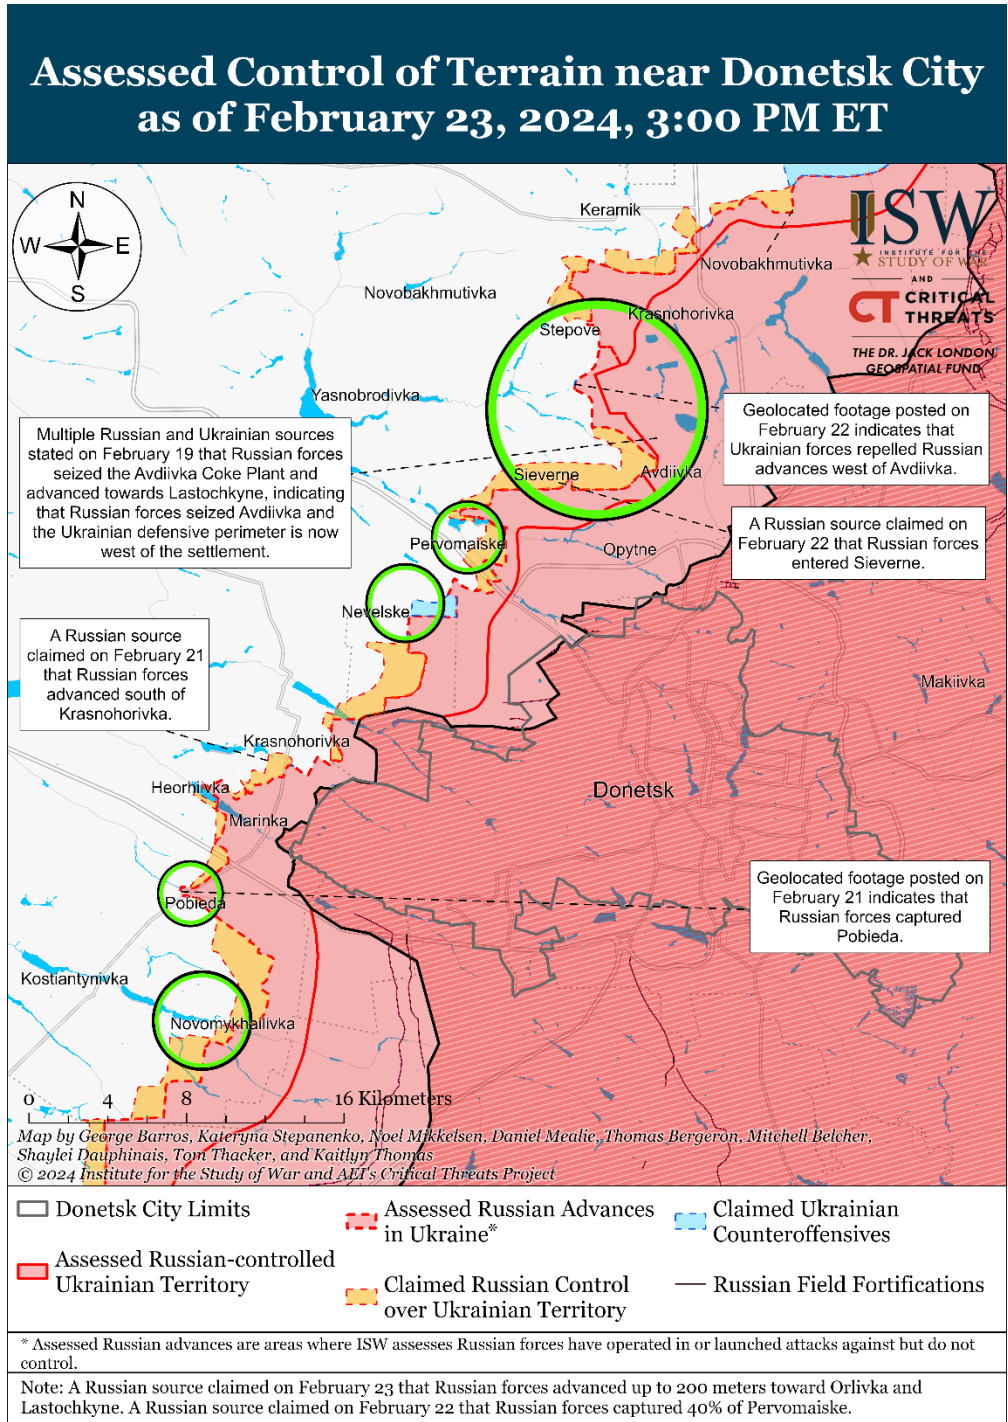 Assessed Control of Terrain near Donetsk City
as of February 23, 2024, 3:00 PM ET
N
W
E
S
ISW
INSTITUTE FOR THE
STUDY OF WAR
AND
CT CRITICAL
THREATS
THE DR. JACK LONDON
GEOSPATIAL FUND
Keramik
Novobakhmutivka
Novobakhmutivka
Krasnohorivka
Stepove
Yasnobrodivka
Geolocated footage posted on
February 22 indicates that
Ukrainian forces repelled Russian
advances west of Avdiivka.
Multiple Russian and Ukrainian sources
stated on February 19 that Russian forces
seized the Avdiivka Coke Plant and
advanced towards Lastochkyne, indicating
that Russian forces seized Avdiivka and
the Ukrainian defensive perimeter is now
west of the settlement.
Sieverne
Avdiivka
A Russian source claimed on
February 22 that Russian forces
entered Sieverne.
Pervomaiske
Opytne
Nevelske
A Russian source
claimed on February 21
that Russian forces
advanced south of
Krasnohorivka.
Makiivka
Krasnohorivka
Heorhiivka
Donetsk
Marinka
Geolocated footage posted on
February 21 indicates that
Russian forces captured
Pobieda.
Pobieda
Kostiantynivka
Novomykhailivka
0 4 8 16 Kilometers
Map by George Barros, Kateryna Stepanenko, Noel Mikkelsen, Daniel Mealie, Thomas Bergeron, Mitchell Belcher,
Shaylei Dauphinais, Tom Thacker, and Kaitlyn Thomas
© 2024 Institute for the Study of War and AEI's Critical Threats Project
Donetsk City Limits
Assessed Russian-controlled
Ukrainian Territory
Assessed Russian Advances
in Ukraine*
Claimed Russian Control
over Ukrainian Territory
Claimed Ukrainian
Counteroffensives
Russian Field Fortifications
* Assessed Russian advances are areas where ISW assesses Russian forces have operated in or launched attacks against but do not
control.
Note: A Russian source claimed on February 23 that Russian forces advanced up to 200 meters toward Orlivka and
Lastochkyne. A Russian source claimed on February 22 that Russian forces captured 40% of Pervomaiske.